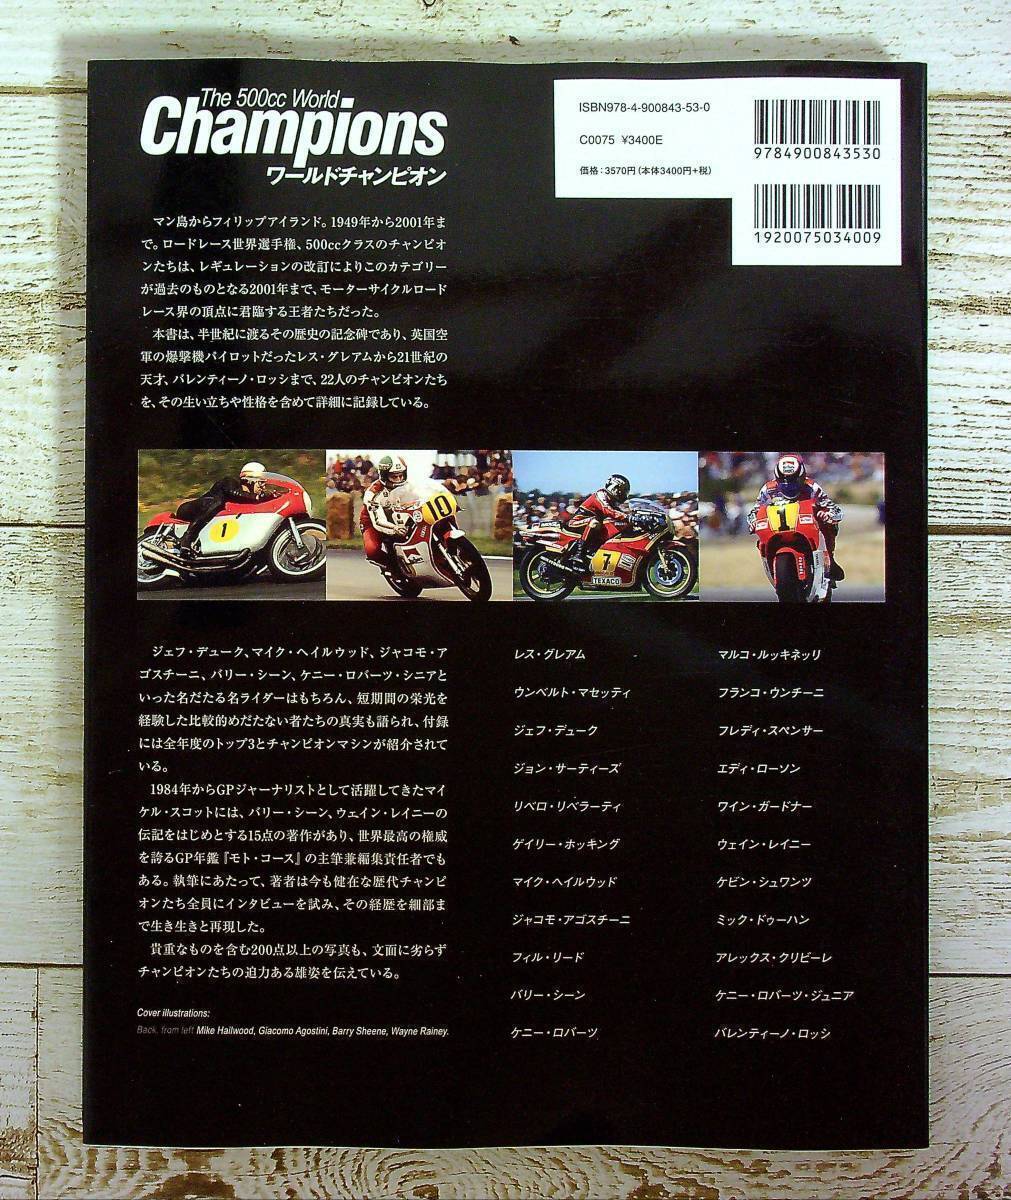 The 500cc World
Champions
ワールドチャンピオン
ISBN978-4-900843-53-0
C0075 ¥3400E
価格:3570円(本体3400円+税)
9784900843530
1920075034009
マン島からフィリップアイランド。1949年から2001年ま
で。ロードレース世界選手権、500ccクラスのチャンピオ
ンたちは、レギュレーションの改訂によりこのカテゴリー
が過去のものとなる2001年まで、モーターサイクルロード
レース界の頂点に君臨する王者たちだった。
本書は、半世紀に渡るその歴史の記念碑であり、英国空
軍の爆撃機パイロットだったレス・グレアムから21世紀の
天才、バレンティーノ・ロッシまで、22人のチャンピオンたち
を、その生い立ちや性格を含めて詳細に記録している。
1
10
7
TEXACO
1
ジェフ・デューク、マイク・ヘイルウッド、ジャコモ・ア
ゴスチーニ、バリー・シーン、ケニー・ロバーツ・シニアと
いった名だたる名ライダーはもちろん、短期間の栄光を
経験した比較的めだたない者たちの真実も語られ、付録
には全年度のトップ3とチャンピオンマシンが紹介されて
いる。
1984年からGPジャーナリストとして活躍してきたマイ
ケル・スコットには、バリー・シーン、ウェイン・レイニーの
伝記をはじめとする15点の著作があり、世界最高の権威
を誇るGP年鑑『モト・コース』の主筆兼編集責任者でも
ある。執筆にあたって、著者は今も健在な歴代チャンピ
オンたち全員にインタビューを試み、その経歴を細部ま
で生き生きと再現した。
貴重なものを含む200点以上の写真も、文面に劣らず
チャンピオンたちの迫力ある雄姿を伝えている。
Cover illustrations:
Back, from left Mike Hailwood, Giacomo Agostini, Barry Sheene, Wayne Rainey.
レス・グレアム
ウンベルト・マセッティ
ジェフ・デューク
ジョン・サーティーズ
リベロ・リベラーティ
ゲイリー・ホッキング
マイク・ヘイルウッド
ジャコモ・アゴスチーニ
フィル・リード
バリー・シーン
ケニー・ロバーツ
マルコ・ルッキネッリ
フランコ・ウンチーニ
フレディ・スペンサー
エディ・ローソン
ワイン・ガードナー
ウェイン・レイニー
ケビン・シュワンツ
ミック・ドゥーハン
アレックス・クリビーレ
ケニー・ロバーツ・ジュニア
バレンティーノ・ロッシ